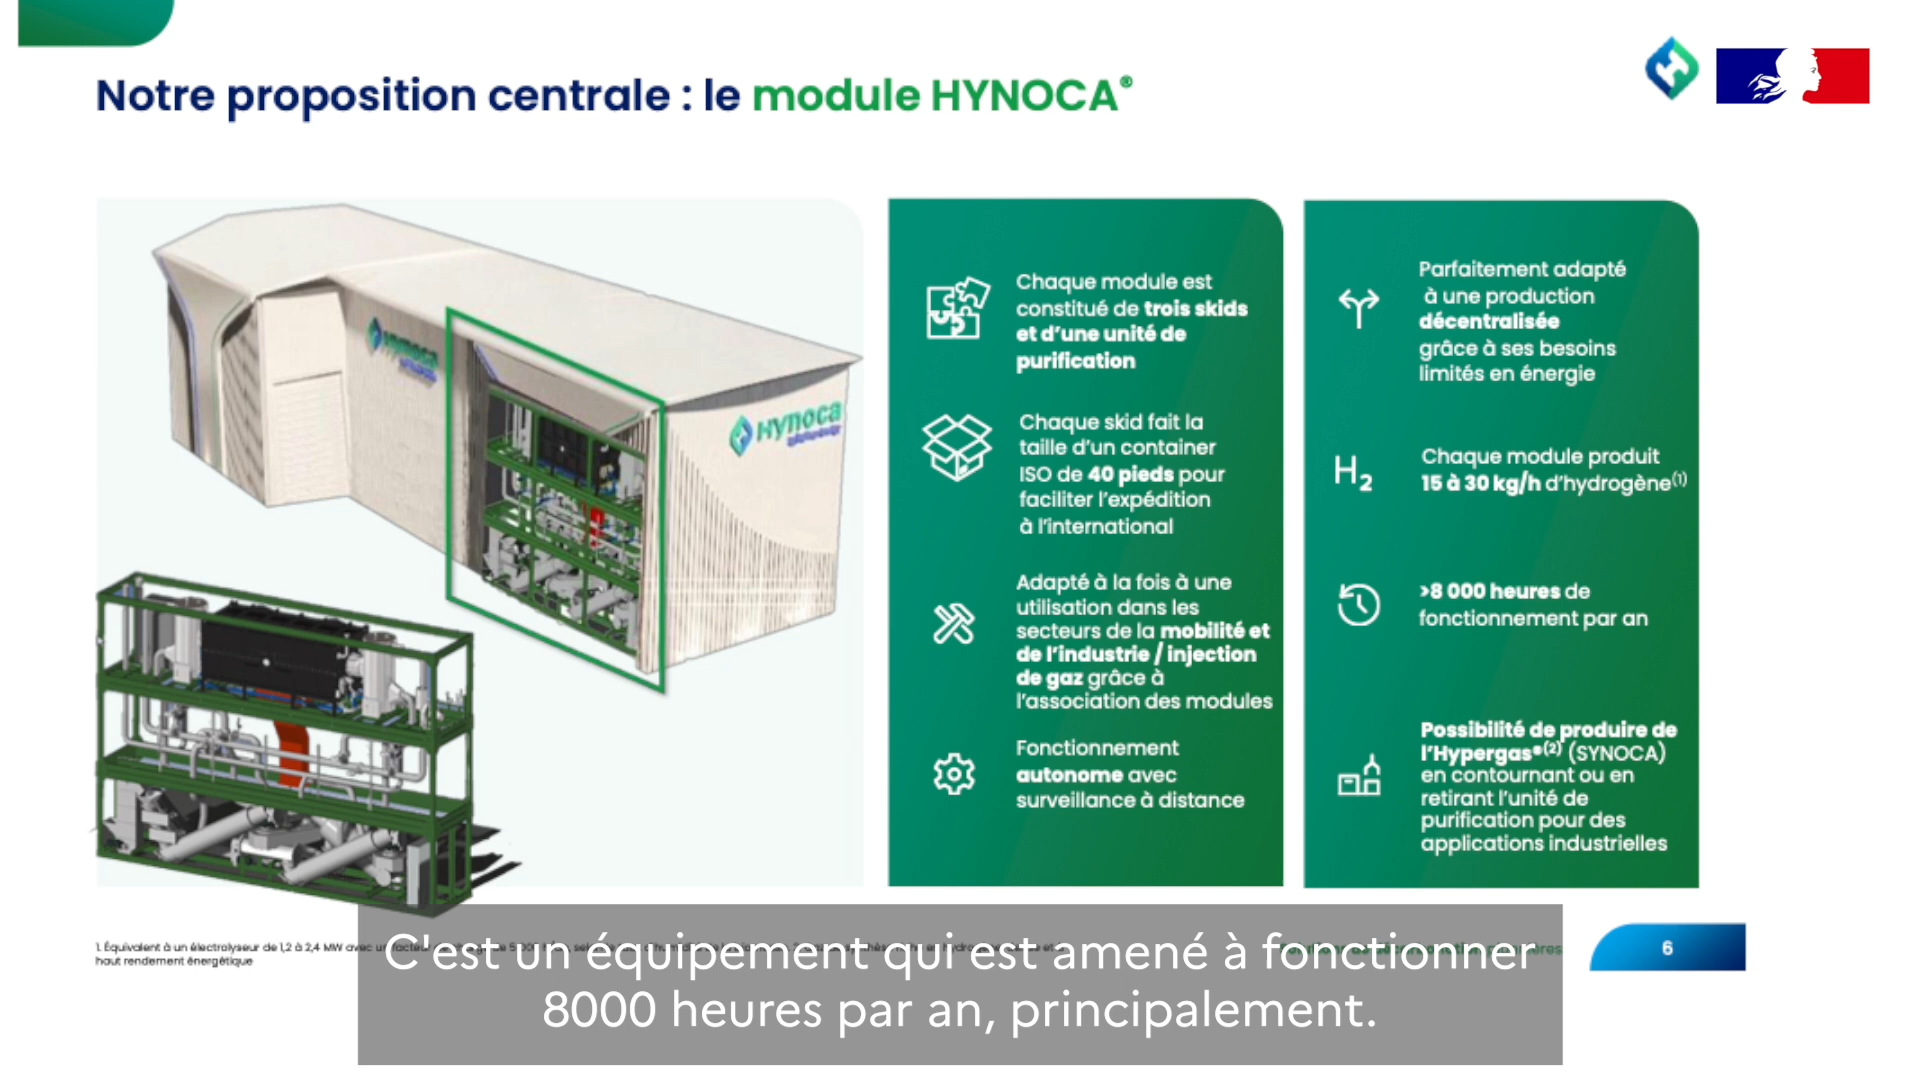 Notre proposition centrale : le module HYNOCA®
Hynoca
Hynoca
Chaque module est
constitué de trois skids
et d'une unité de
purification
Chaque skid fait la
taille d'un container
ISO de 40 pieds pour
faciliter l'expédition
à l'international
Adapté à la fois à une
utilisation dans les
secteurs de la mobilité et
de l'industrie / injection
de gaz grâce à
l'association des modules
Fonctionnement
autonome avec
surveillance à distance
Parfaitement adapté
à une production
décentralisée
grâce à ses besoins
limités en énergie
H2
Chaque module produit
15 à 30 kg/h d'hydrogène(1)
>8 000 heures de
fonctionnement par an
Possibilité de produire de
l'Hypergas®(2) (SYNOCA)
en contournant ou en
retirant l'unité de
purification pour des
applications industrielles
1. Équivalent à un électrolyseur de 1,2 à 2,4 MW avec un
haut rendement énergétique
6
C'est un équipement qui est amené à fonctionner
8000 heures par an, principalement.